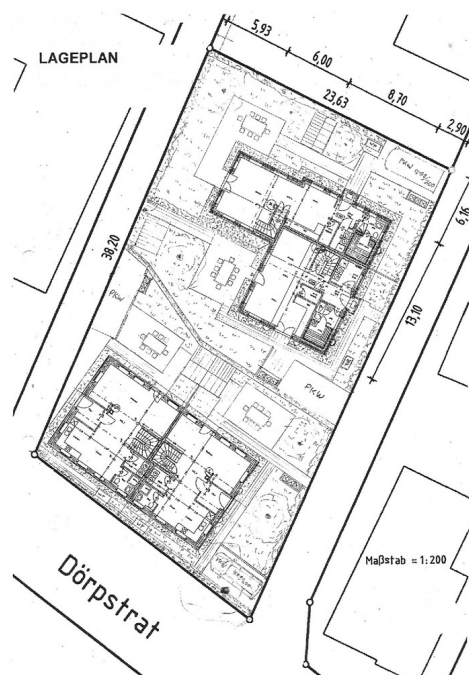 LAGEPLAN
5,93
6,00
23,63
8,70
2,90
6,16
38,20
13,10
PKW
PKW
Maßstab = 1:200
Dörpstrat